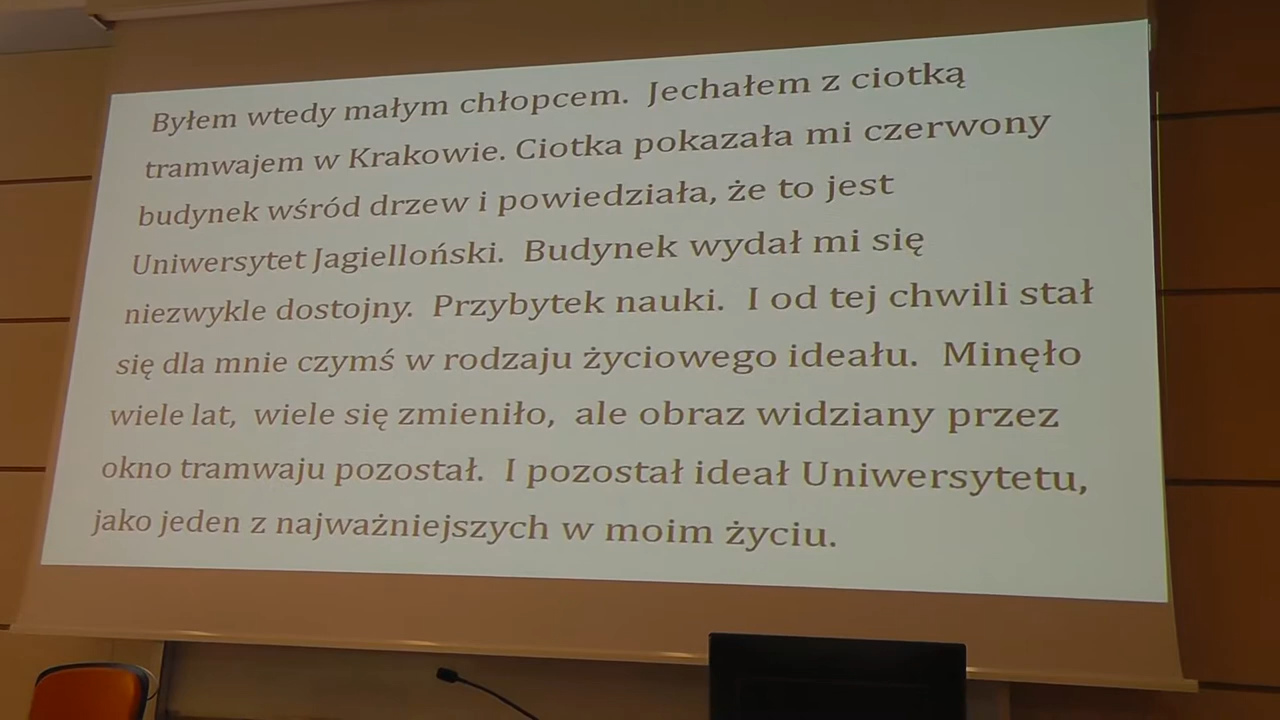 Byłem wtedy małym chłopcem. Jechałem z ciotką
tramwajem w Krakowie. Ciotka pokazała mi czerwony
budynek wśród drzew i powiedziała, że to jest
Uniwersytet Jagielloński. Budynek wydał mi się
niezwykle dostojny. Przybytek nauki. I od tej chwili stał
się dla mnie czymś w rodzaju życiowego ideału. Minęło
wiele lat, wiele się zmieniło, ale obraz widziany przez
okno tramwaju pozostał. I pozostał ideał Uniwersytetu,
jako jeden z najważniejszych w moim życiu.